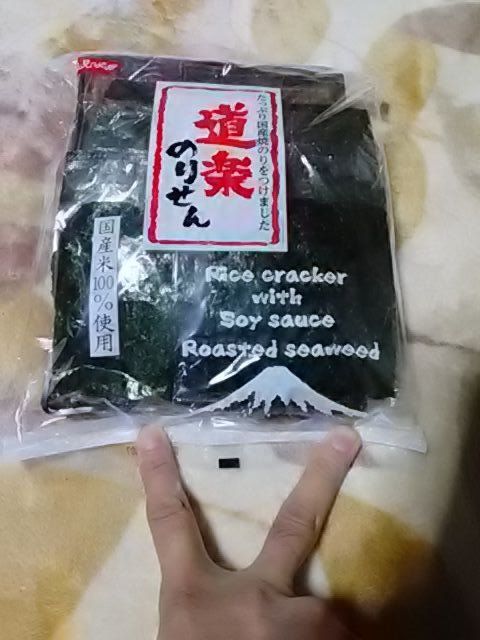 たっぷり国産焼のりをつけました
道楽
のりせん
国産米100%使用
Rice cracker
with
Soy sauce
Roasted seaweed